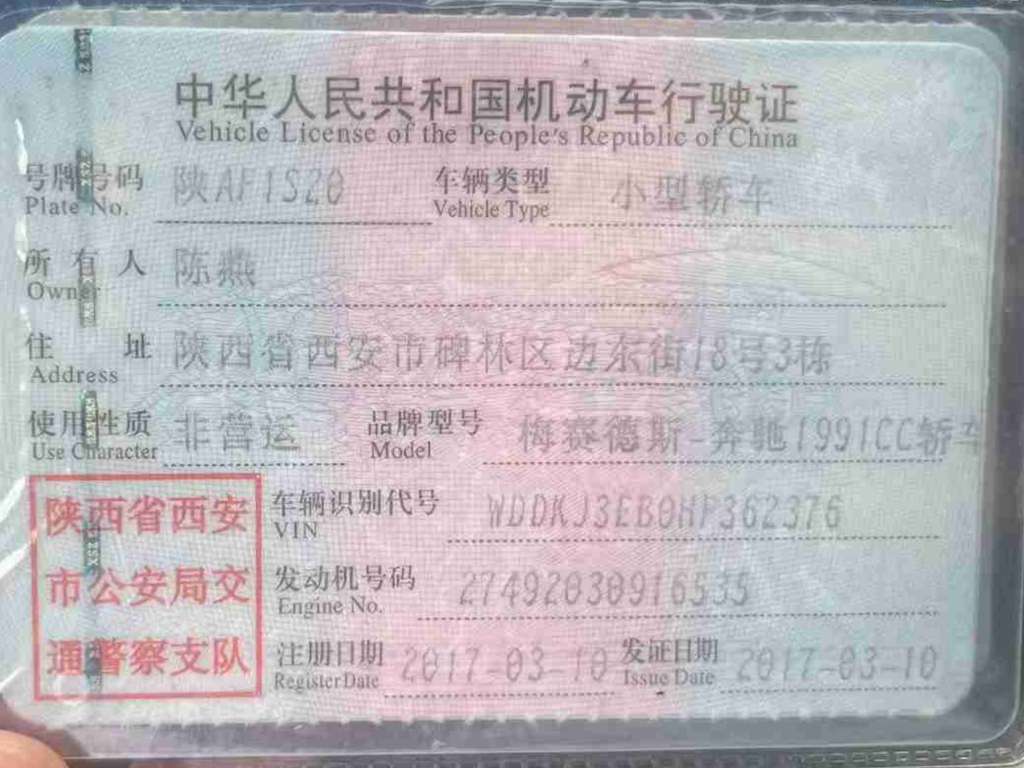 中华人民共和国机动车行驶证
Vehicle License of the People's Republic of China
号牌号码 陕AF1S20 车辆类型 小型轿车
Plate No. Vehicle Type
所有人 陈燕
Owner
住址 陕西省西安市碑林区边东街18号3栋
Address
使用性质 非营运 品牌型号 梅赛德斯-奔驰1991CC轿车
Use Character Model
陕西省西安
市公安局交
通警察支队
车辆识别代号 WDDKJ3EB0HP362376
VIN
发动机号码 27492030916535
Engine No.
注册日期 2017-03-10 发证日期 2017-03-10
Register Date Issue Date